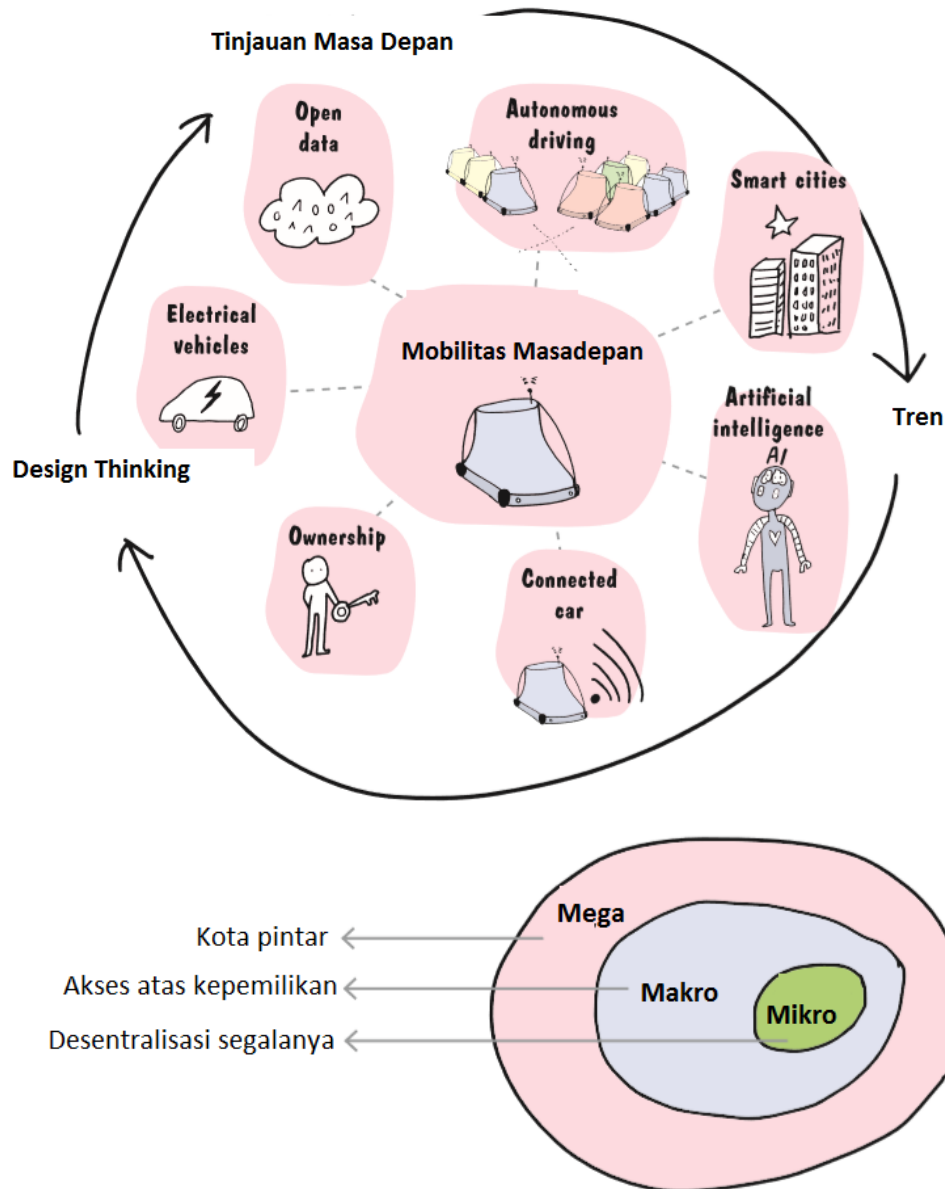 Tinjauan Masa Depan
Open
data
Autonomous
driving
Smart cities
Electrical
vehicles
Mobilitas Masadepan
Artificial
intelligence
AI
Tren
Design Thinking
Ownership
Connected
car
Mega
Kota pintar
Akses atas kepemilikan
Makro
Mikro
Desentralisasi segalanya